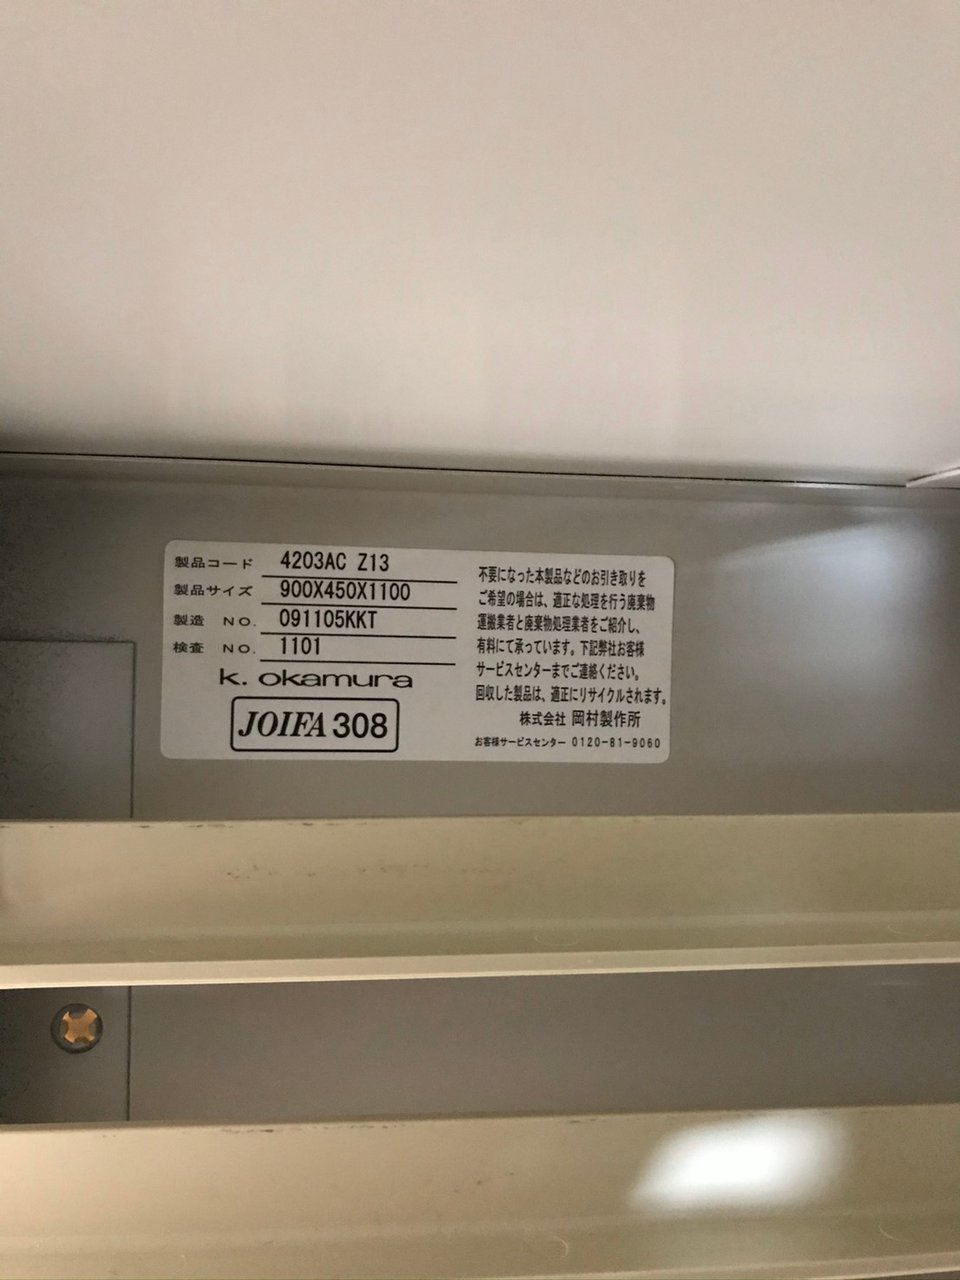 製品コード 4203AC Z13
製品サイズ 900X450X1100
製造 NO. 091105KKT
検査 NO. 1101
k. okamura
JOIFA 308
不要になった本製品などのお引き取りを
ご希望の場合は、適正な処理を行う廃棄物
運搬業者と廃棄物処理業者をご紹介し、
有料にて承っています。下記弊社お客様
サービスセンターまでご連絡ください。
回収した製品は、適正にリサイクルされます。
株式会社 岡村製作所
お客様サービスセンター 0120-81-9060